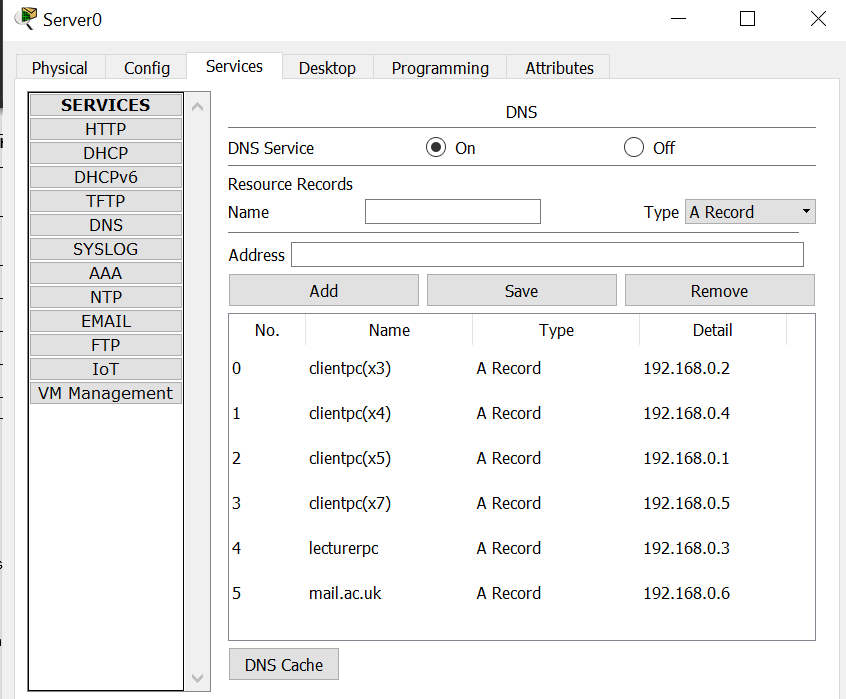 Server0
Physical Config Services Desktop Programming Attributes
SERVICES
HTTP
DHCP
DHCPv6
TFTP
DNS
SYSLOG
AAA
NTP
EMAIL
FTP
IoT
VM Management
DNS
DNS Service On Off
Resource Records
Name Type A Record
Address
Add Save Remove
No. Name Type Detail
0 clientpc(x3) A Record 192.168.0.2
1 clientpc(x4) A Record 192.168.0.4
2 clientpc(x5) A Record 192.168.0.1
3 clientpc(x7) A Record 192.168.0.5
4 lecturerpc A Record 192.168.0.3
5 mail.ac.uk A Record 192.168.0.6
DNS Cache